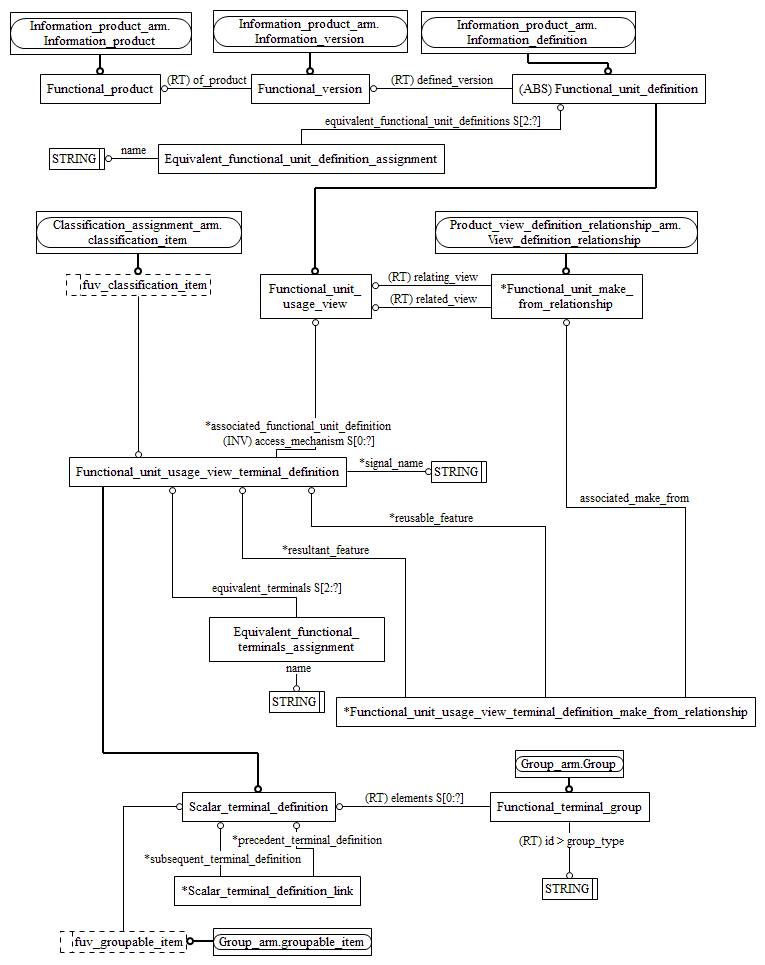 Information_product_arm.
Information_product
Information_product_arm.
Information_version
Information_product_arm.
Information_definition
Functional_product
(RT) of_product
Functional_version
(RT) defined_version
(ABS) Functional_unit_definition
equivalent_functional_unit_definitions S[2:?]
STRING
name
Equivalent_functional_unit_definition_assignment
Classification_assignment_arm.
classification_item
Product_view_definition_relationship_arm.
View_definition_relationship
fuv_classification_item
Functional_unit_
usage_view
(RT) relating_view
(RT) related_view
*Functional_unit_make_
from_relationship
*associated_functional_unit_definition
(INV) access_mechanism S[0:?]
Functional_unit_usage_view_terminal_definition
*signal_name
STRING
associated_make_from
*reusable_feature
*resultant_feature
equivalent_terminals S[2:?]
Equivalent_functional_
terminals_assignment
name
STRING
*Functional_unit_usage_view_terminal_definition_make_from_relationship
Group_arm.Group
Scalar_terminal_definition
(RT) elements S[0:?]
Functional_terminal_group
*precedent_terminal_definition
(RT) id > group_type
*subsequent_terminal_definition
*Scalar_terminal_definition_link
STRING
fuv_groupable_item
Group_arm.groupable_item